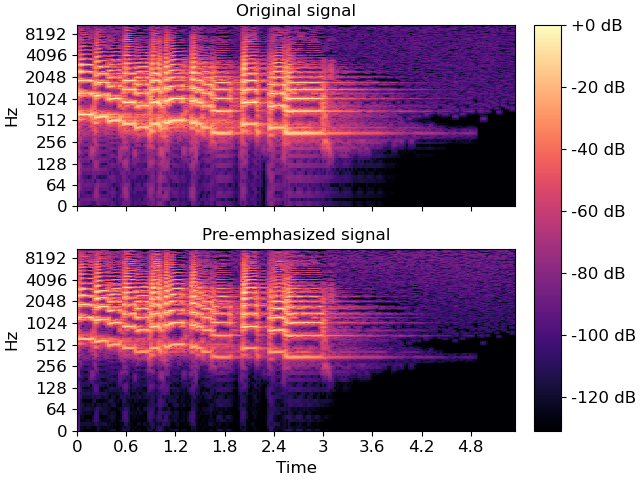 Original signal
8192
4096
2048
1024
512
256
128
64
0
Hz
Pre-emphasized signal
8192
4096
2048
1024
512
256
128
64
0
Hz
0 0.6 1.2 1.8 2.4 3 3.6 4.2 4.8
Time
+0 dB
-20 dB
-40 dB
-60 dB
-80 dB
-100 dB
-120 dB